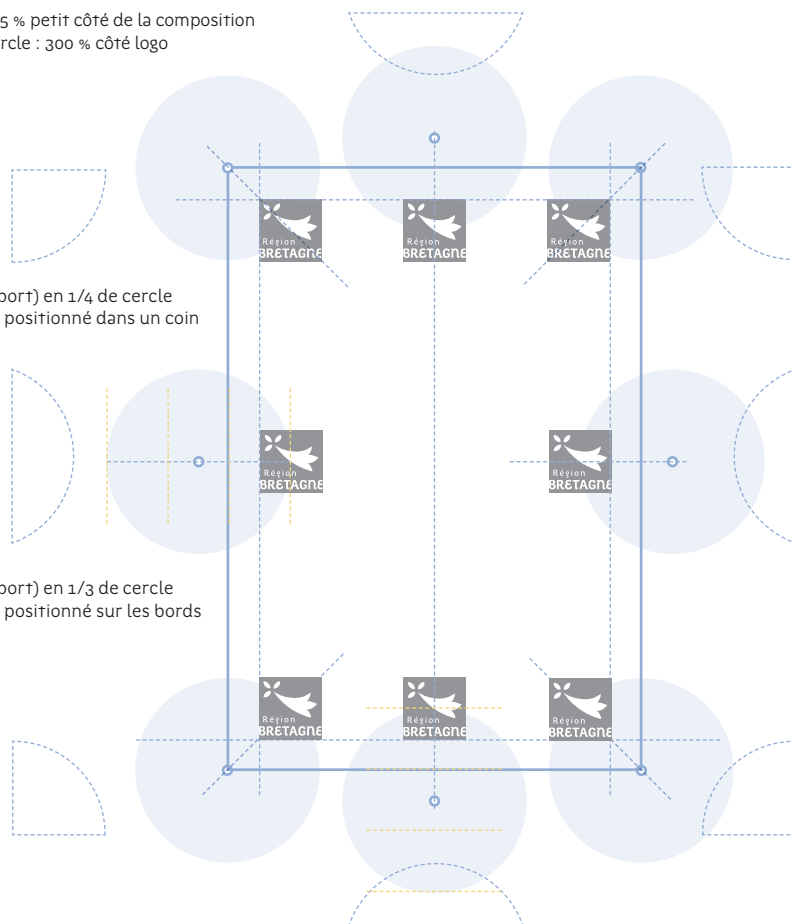 5 % petit côté de la composition
rcle : 300 % côté logo
Région
BRETAGNE
Région
BRETAGNE
Région
BRETAGNE
port) en 1/4 de cercle
positionné dans un coin
Région
BRETAGNE
Région
BRETAGNE
port) en 1/3 de cercle
positionné sur les bords
Région
BRETAGNE
Région
BRETAGNE
Région
BRETAGNE